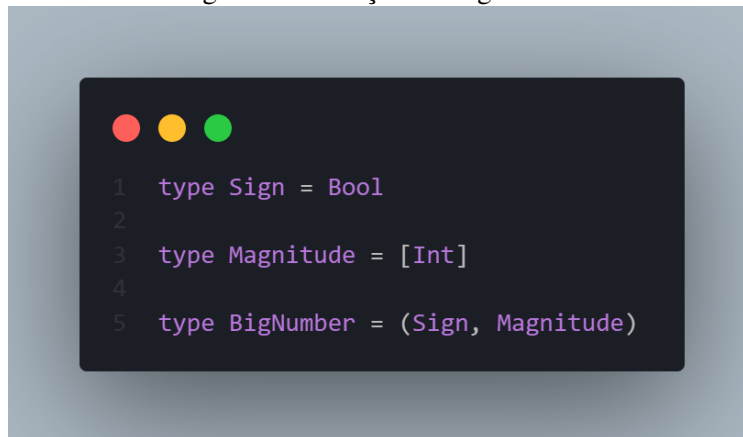 1 type Sign = Bool
2
3 type Magnitude = [Int]
4
5 type BigNumber = (Sign, Magnitude)